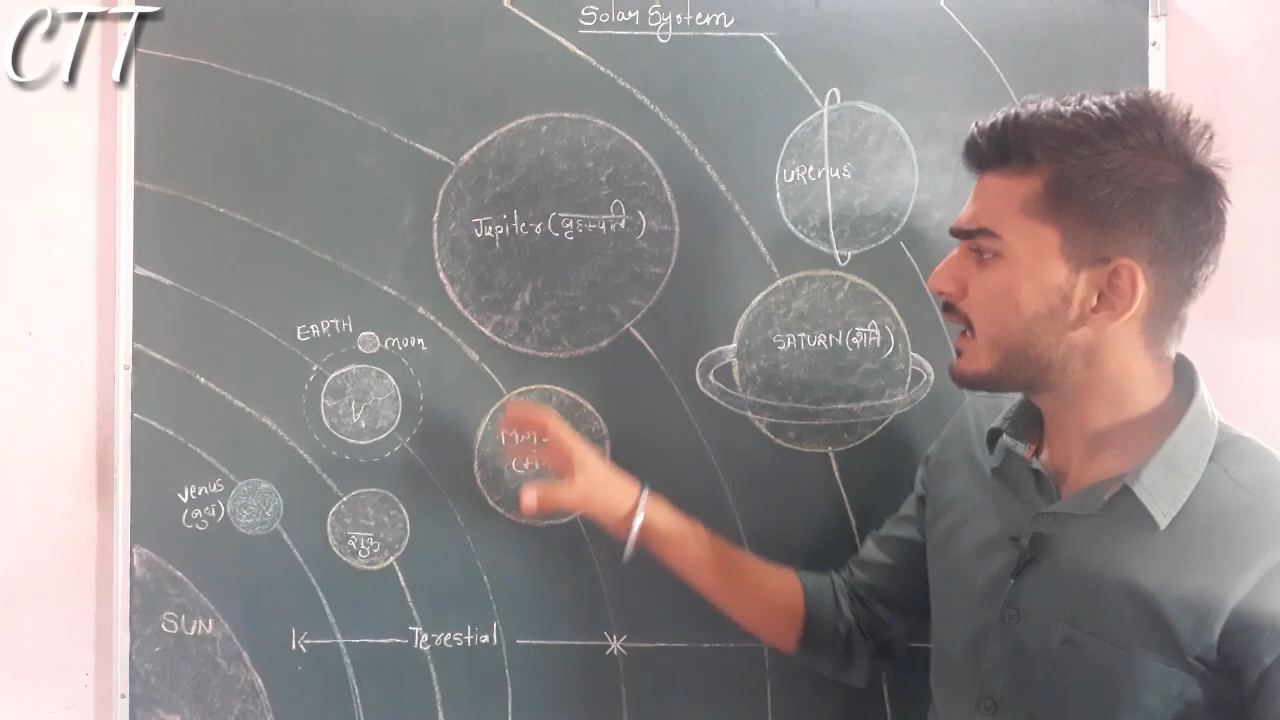 CTT
Solar System
URenus
Jupiter (बृहस्पति)
EARTH
moon
SATURN (शनि)
venus
(बुध)
शुक्र
SUN
Terestial